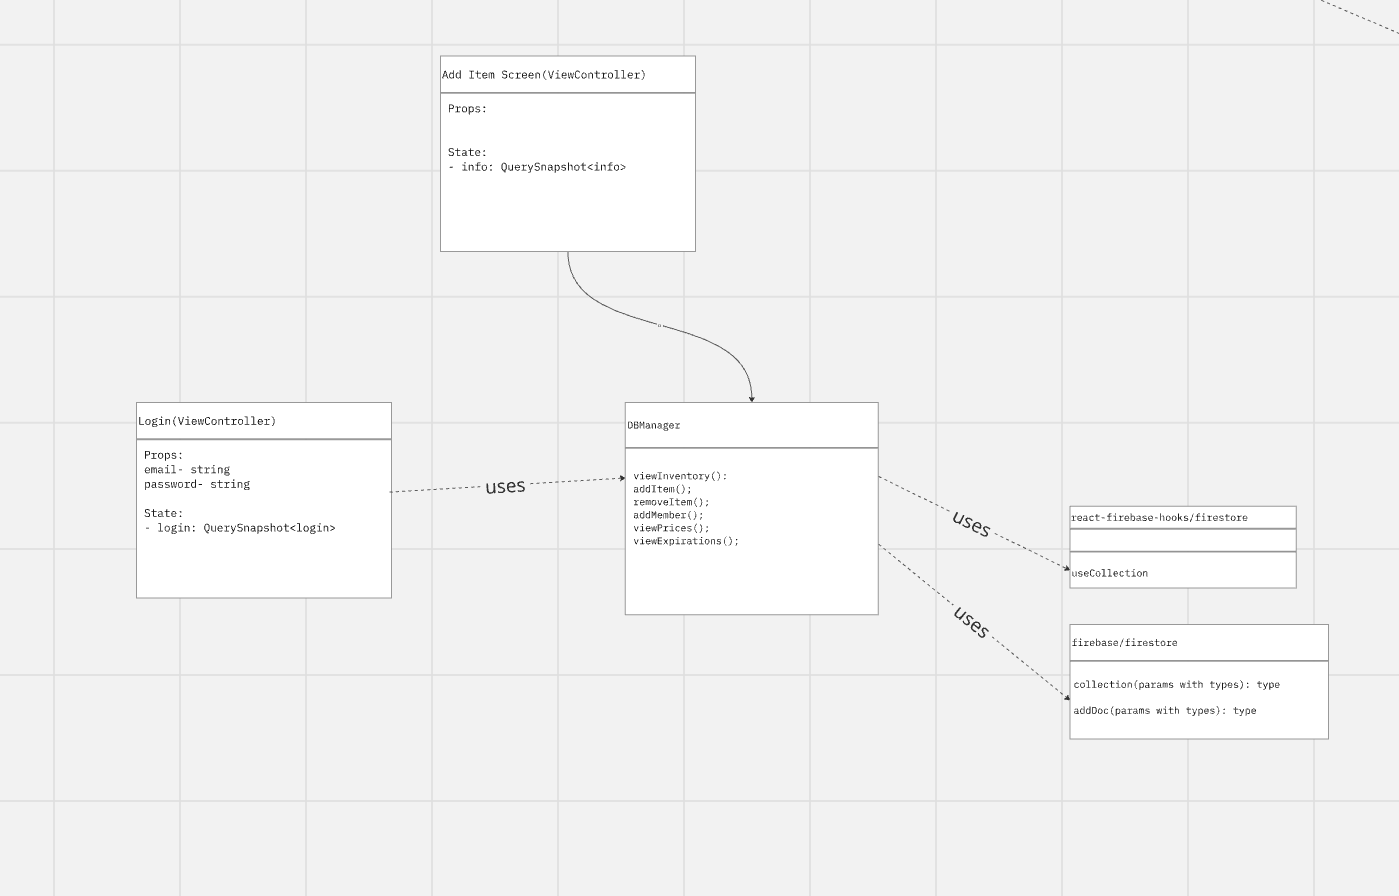 Add Item Screen(ViewController)
Props:
State:
- info: QuerySnapshot<info>
Login(ViewController)
Props:
email- string
password- string
State:
- login: QuerySnapshot<login>
uses
DBManager
viewInventory():
addItem();
removeItem();
addMember();
viewPrices();
viewExpirations();
uses
uses
react-firebase-hooks/firestore
useCollection
firebase/firestore
collection(params with types): type
addDoc(params with types): type